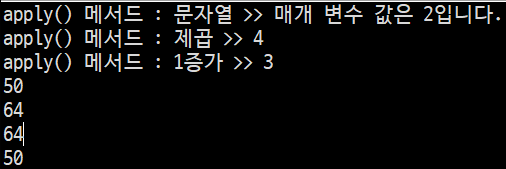 apply() 메서드 : 문자열 >> 매개 변수 값은 2입니다.
apply() 메서드 : 제곱 >> 4
apply() 메서드 : 1증가 >> 3
50
64
64
50